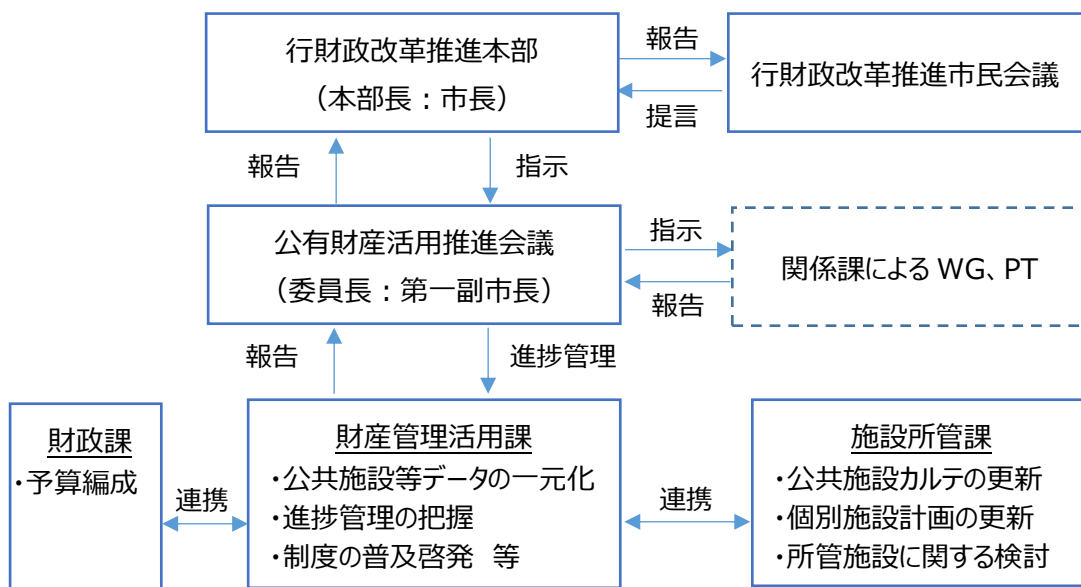 行財政改革推進本部
（本部長：市長）
報告
提言
行財政改革推進市民会議
報告
指示
公有財産活用推進会議
（委員長：第一副市長）
指示
報告
関係課による WG、PT
報告
進捗管理
財政課
・予算編成
連携
財産管理活用課
・公共施設等データの一元化
・進捗管理の把握
・制度の普及啓発　等
連携
施設所管課
・公共施設カルテの更新
・個別施設計画の更新
・所管施設に関する検討